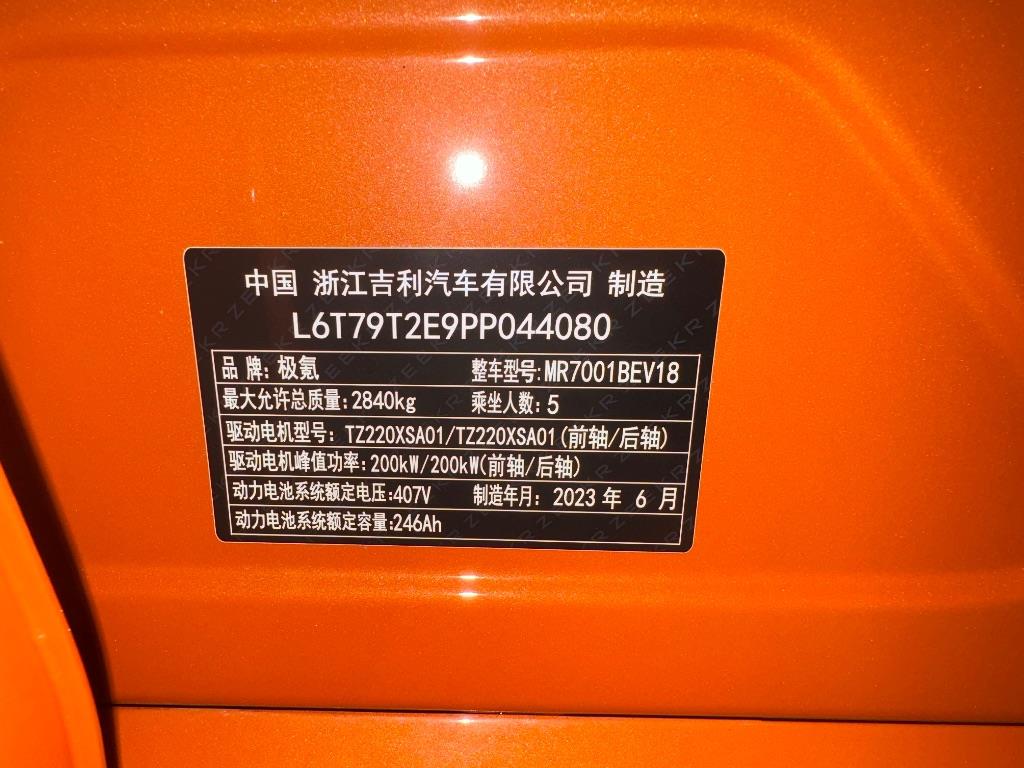 中国 浙江吉利汽车有限公司 制造
L6T79T2E9PP044080
品 牌: 极氪 整车型号:MR7001BEV18
最大允许总质量:2840kg 乘坐人数: 5
驱动电机型号: TZ220XSA01/TZ220XSA01(前轴/后轴)
驱动电机峰值功率:200kW/200kW(前轴/后轴)
动力电池系统额定电压:407V 制造年月: 2023 年 6 月
动力电池系统额定容量:246Ah
ZEEKR